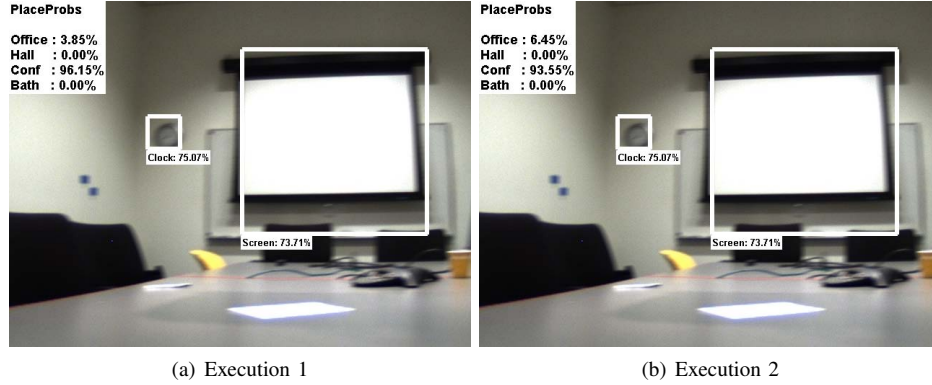 PlaceProbs
Office : 3.85%
Hall : 0.00%
Conf : 96.15%
Bath : 0.00%
Clock: 75.07%
Screen: 73.71%
(a) Execution 1
PlaceProbs
Office : 6.45%
Hall : 0.00%
Conf : 93.55%
Bath : 0.00%
Clock: 75.07%
Screen: 73.71%
(b) Execution 2